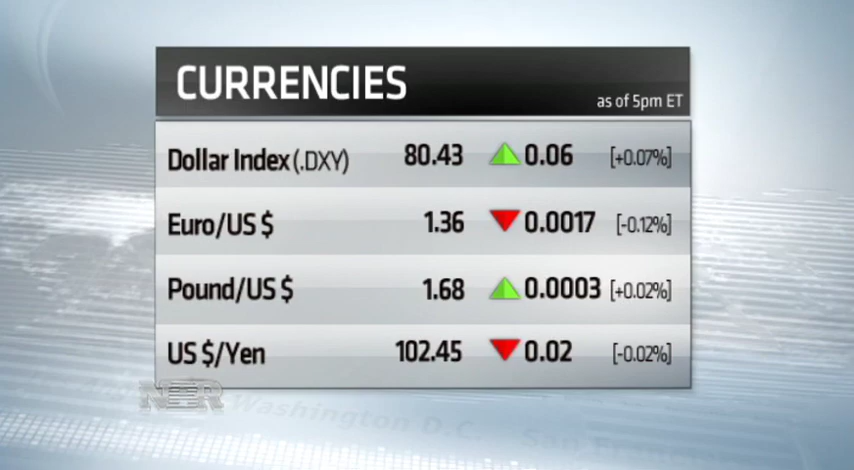 CURRENCIES
as of 5pm ET
Dollar Index (.DXY) 80.43 0.06 [+0.07%]
Euro/US $ 1.36 0.0017 [-0.12%]
Pound/US $ 1.68 0.0003 [+0.02%]
US $/Yen 102.45 0.02 [-0.02%]
NBR
Washington D.C. San Francisco